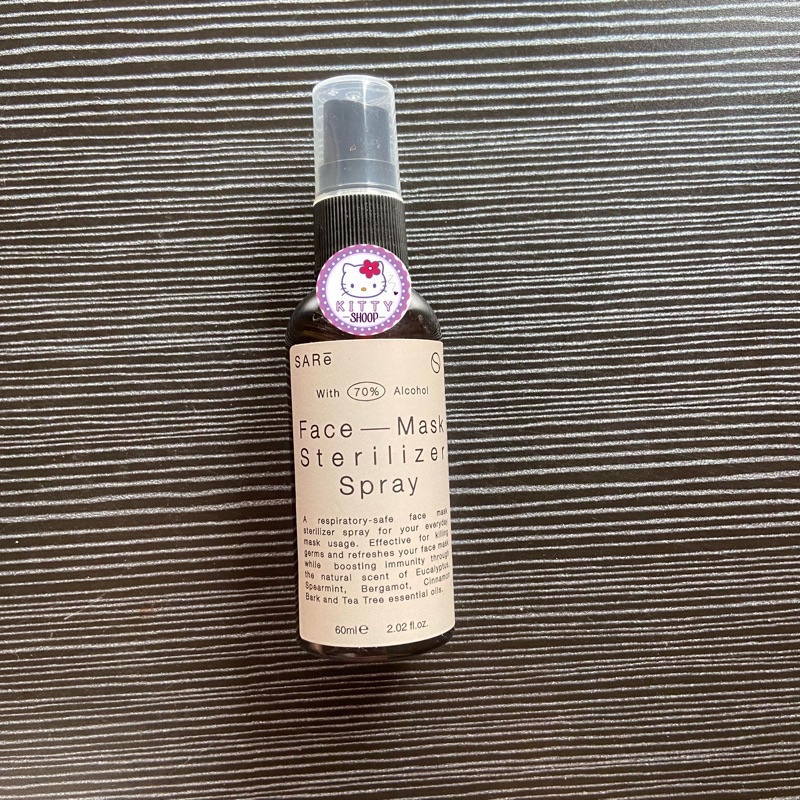 KITTY
SHOOP
SARē
With 70% Alcohol
Face — Mask
Sterilizer
Spray
A respiratory-safe face mask
sterilizer spray for your everyday
mask usage. Effective for killing
germs and refreshes your face mask
while boosting immunity through
the natural scent of Eucalyptus,
Spearmint, Bergamot, Cinnamon
Bark and Tea Tree essential oils.
60ml ℮ 2.02 fl.oz.